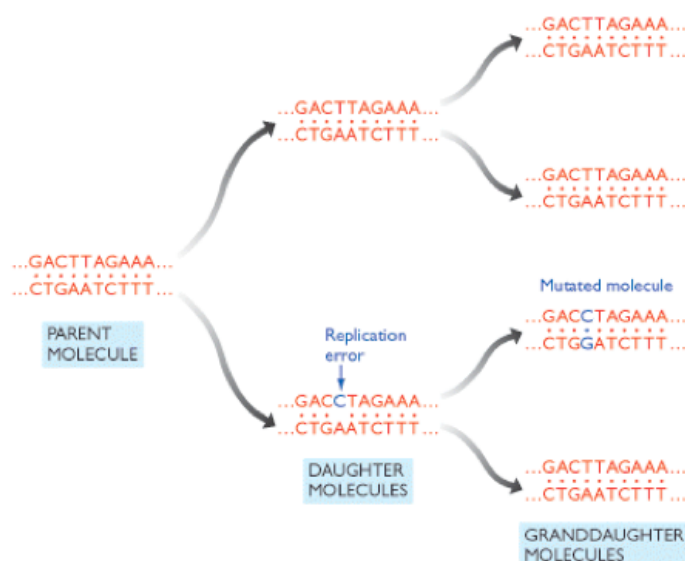 ...GACTTAGAAA...
...CTGAATCTTT...
PARENT
MOLECULE
...GACTTAGAAA...
...CTGAATCTTT...
Replication
error
...GACCTAGAAA...
...CTGAATCTTT...
DAUGHTER
MOLECULES
...GACTTAGAAA...
...CTGAATCTTT...
...GACTTAGAAA...
...CTGAATCTTT...
Mutated molecule
...GACCTAGAAA...
...CTGGATCTTT...
...GACTTAGAAA...
...CTGAATCTTT...
GRANDDAUGHTER
MOLECULES